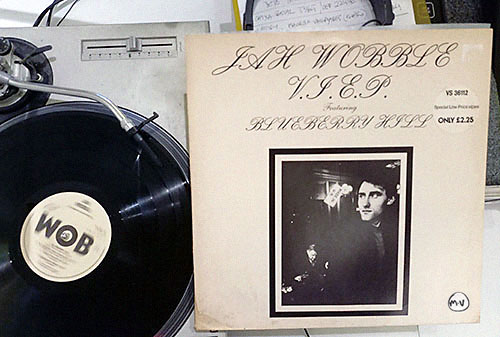 JAH WOBBLE
V.I.E.P.
Featuring
BLUEBERRY HILL
VS 36112
Special Low Price
ONLY £2.25
WOB